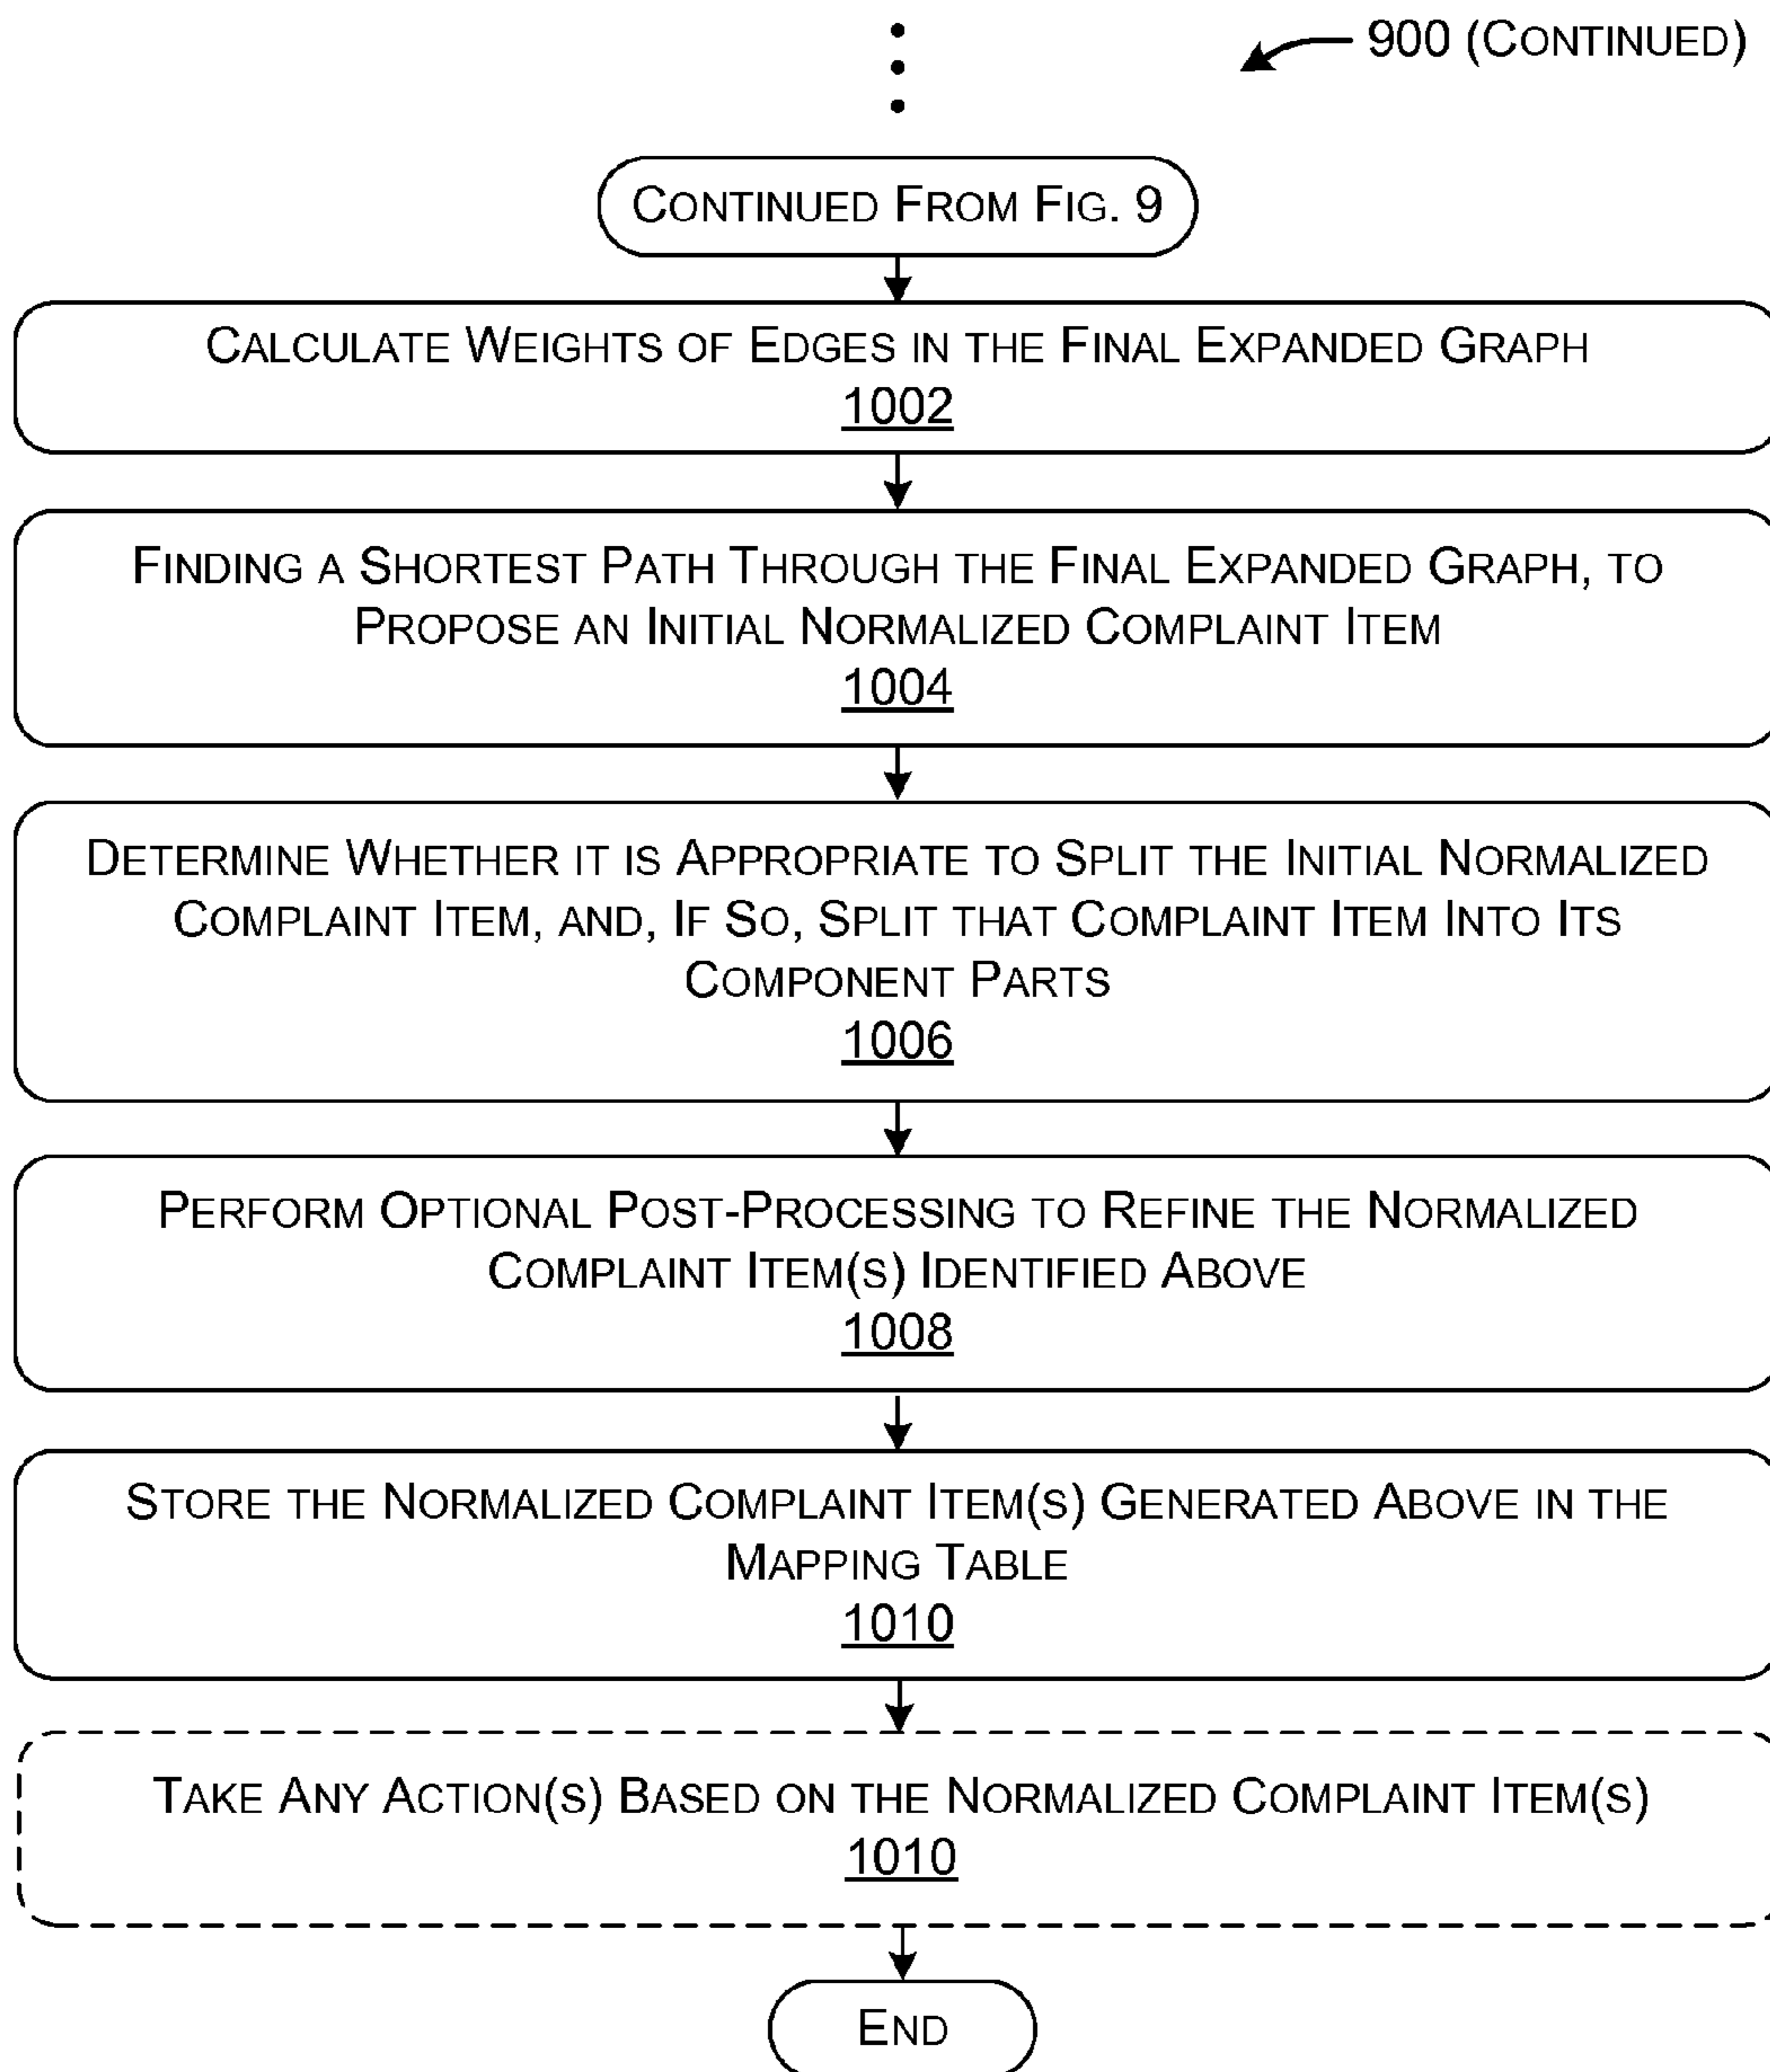 900 (CONTINUED)
CONTINUED FROM FIG. 9
CALCULATE WEIGHTS OF EDGES IN THE FINAL EXPANDED GRAPH
1002
FINDING A SHORTEST PATH THROUGH THE FINAL EXPANDED GRAPH, TO
PROPOSE AN INITIAL NORMALIZED COMPLAINT ITEM
1004
DETERMINE WHETHER IT IS APPROPRIATE TO SPLIT THE INITIAL NORMALIZED
COMPLAINT ITEM, AND, IF SO, SPLIT THAT COMPLAINT ITEM INTO ITS
COMPONENT PARTS
1006
PERFORM OPTIONAL POST-PROCESSING TO REFINE THE NORMALIZED
COMPLAINT ITEM(S) IDENTIFIED ABOVE
1008
STORE THE NORMALIZED COMPLAINT ITEM(S) GENERATED ABOVE IN THE
MAPPING TABLE
1010
TAKE ANY ACTION(S) BASED ON THE NORMALIZED COMPLAINT ITEM(S)
1010
END